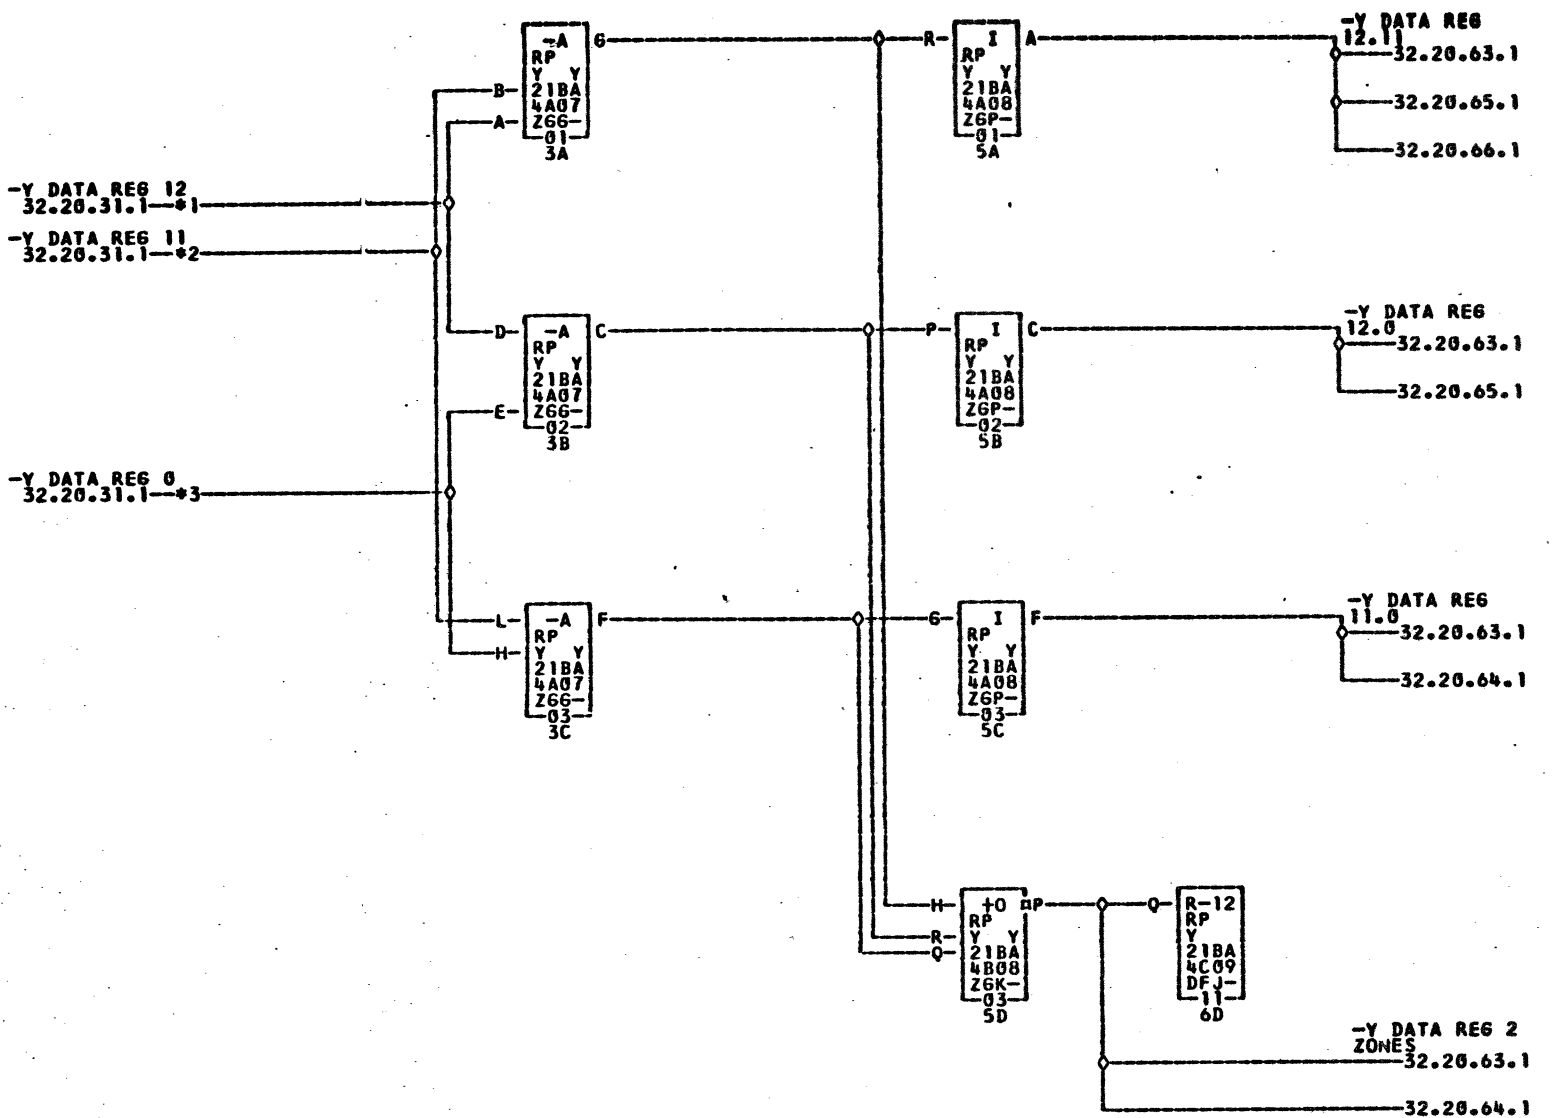 -A G
RP
Y Y
B- 21BA
4A07
A- Z66-
-01-
3A
R- I A
RP
Y Y
21BA
4A08
Z6P-
-01-
5A
-Y DATA REG
12.11
32.20.63.1
32.20.65.1
32.20.66.1
-Y DATA REG 12
32.20.31.1--*1
-Y DATA REG 11
32.20.31.1--*2
D- -A C
RP
Y Y
21BA
4A07
E- Z66-
-02-
3B
P- I C
RP
Y Y
21BA
4A08
Z6P-
-02-
5B
-Y DATA REG
12.0
32.20.63.1
32.20.65.1
-Y DATA REG 0
32.20.31.1--*3
L- -A F
RP
H- Y Y
21BA
4A07
Z66-
-03-
3C
G- I F
RP
Y Y
21BA
4A08
Z6P-
-03-
5C
-Y DATA REG
11.0
32.20.63.1
32.20.64.1
H- +O P
RP
R- Y Y
Q- 21BA
4B08
Z6K-
-03-
5D
Q- R-12
RP
Y
21BA
4C09
DFJ-
-11-
6D
-Y DATA REG 2
ZONES
32.20.63.1
32.20.64.1